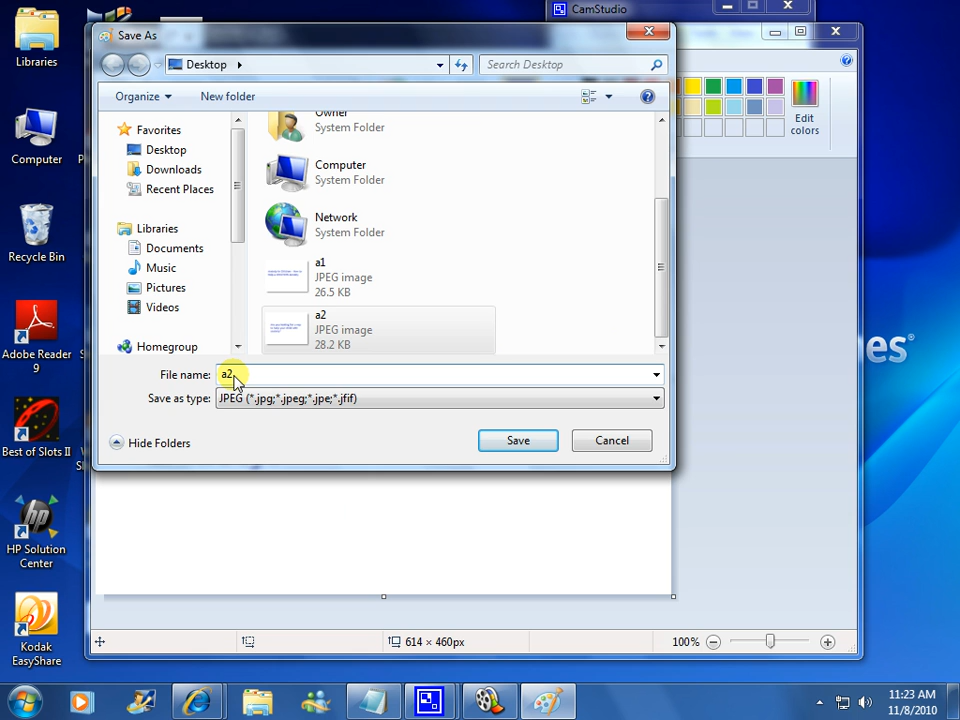 CamStudio
Libraries
Computer
Recycle Bin
Adobe Reader
9
Best of Slots II
HP Solution
Center
Kodak
EasyShare
Save As
Desktop
Search Desktop
Organize
New folder
Favorites
Desktop
Downloads
Recent Places
Libraries
Documents
Music
Pictures
Videos
Homegroup
Owner
System Folder
Computer
System Folder
Network
System Folder
a1
JPEG image
26.5 KB
a2
JPEG image
28.2 KB
File name: a2
Save as type: JPEG (*.jpg;*.jpeg;*.jpe;*.jfif)
Hide Folders
Save
Cancel
Edit
colors
es®
614 × 460px
100%
11:23 AM
11/8/2010